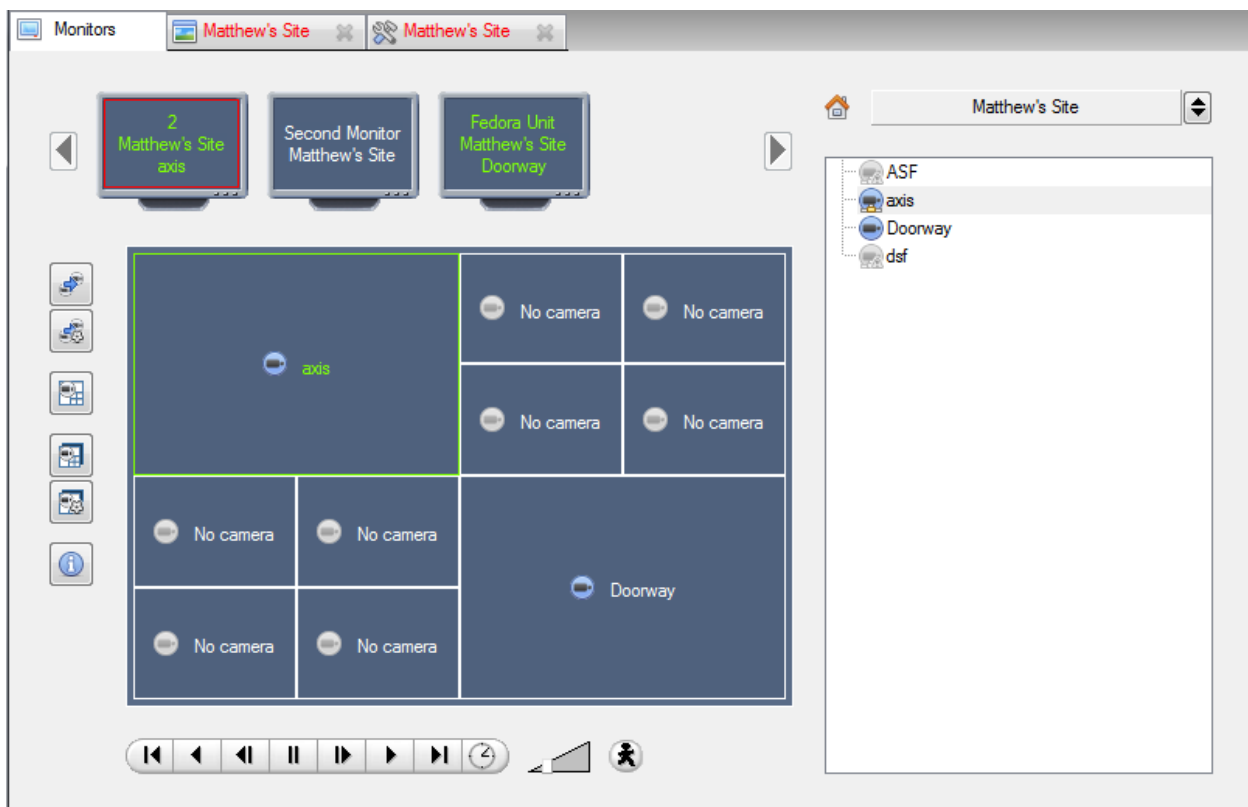 Monitors
Matthew's Site
Matthew's Site
2
Matthew's Site
axis
Second Monitor
Matthew's Site
Fedora Unit
Matthew's Site
Doorway
Matthew's Site
ASF
axis
Doorway
dsf
axis
No camera
No camera
No camera
No camera
No camera
No camera
Doorway
No camera
No camera